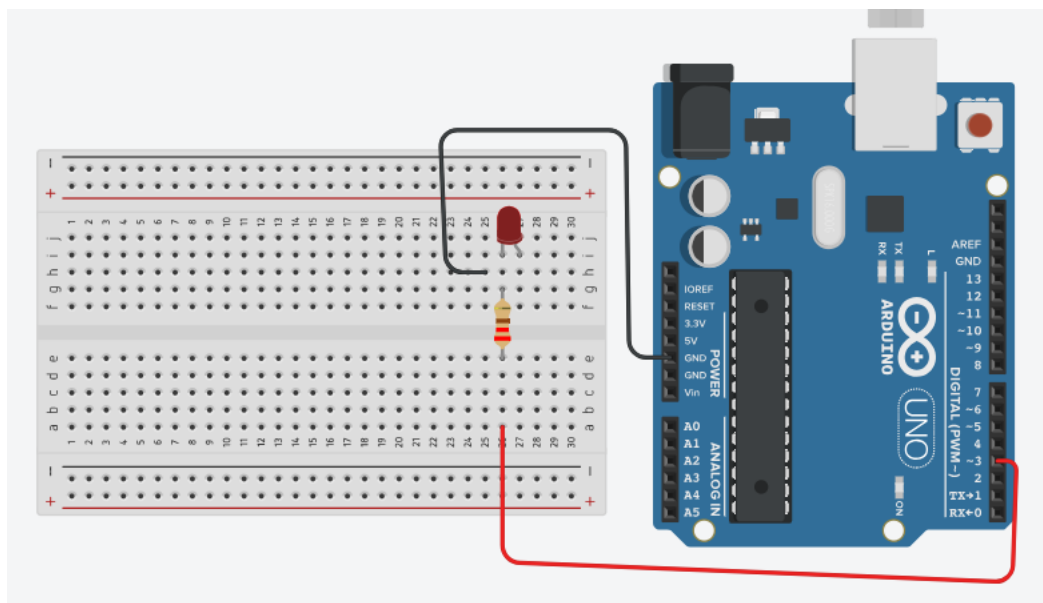 − −
+ +
1 2 3 4 5 6 7 8 9 10 11 12 13 14 15 16 17 18 19 20 21 22 23 24 25 27 28 29 30
j j
i i
h h
g g
f f
e e
d d
c c
b b
a a
1 2 3 4 5 6 7 8 9 10 11 12 13 14 15 16 17 18 19 20 21 22 23 24 25 26 27 28 29 30
− −
+ +
IOREF
RESET
3.3V
5V
GND
GND
Vin
POWER
A0
A1
A2
A3
A4
A5
ANALOG IN
RX TX L
ARDUINO
UNO
ON
AREF
GND
13
12
~11
~10
~9
8
7
~6
~5
4
~3
2
TX→1
RX←0
DIGITAL (PWM~)